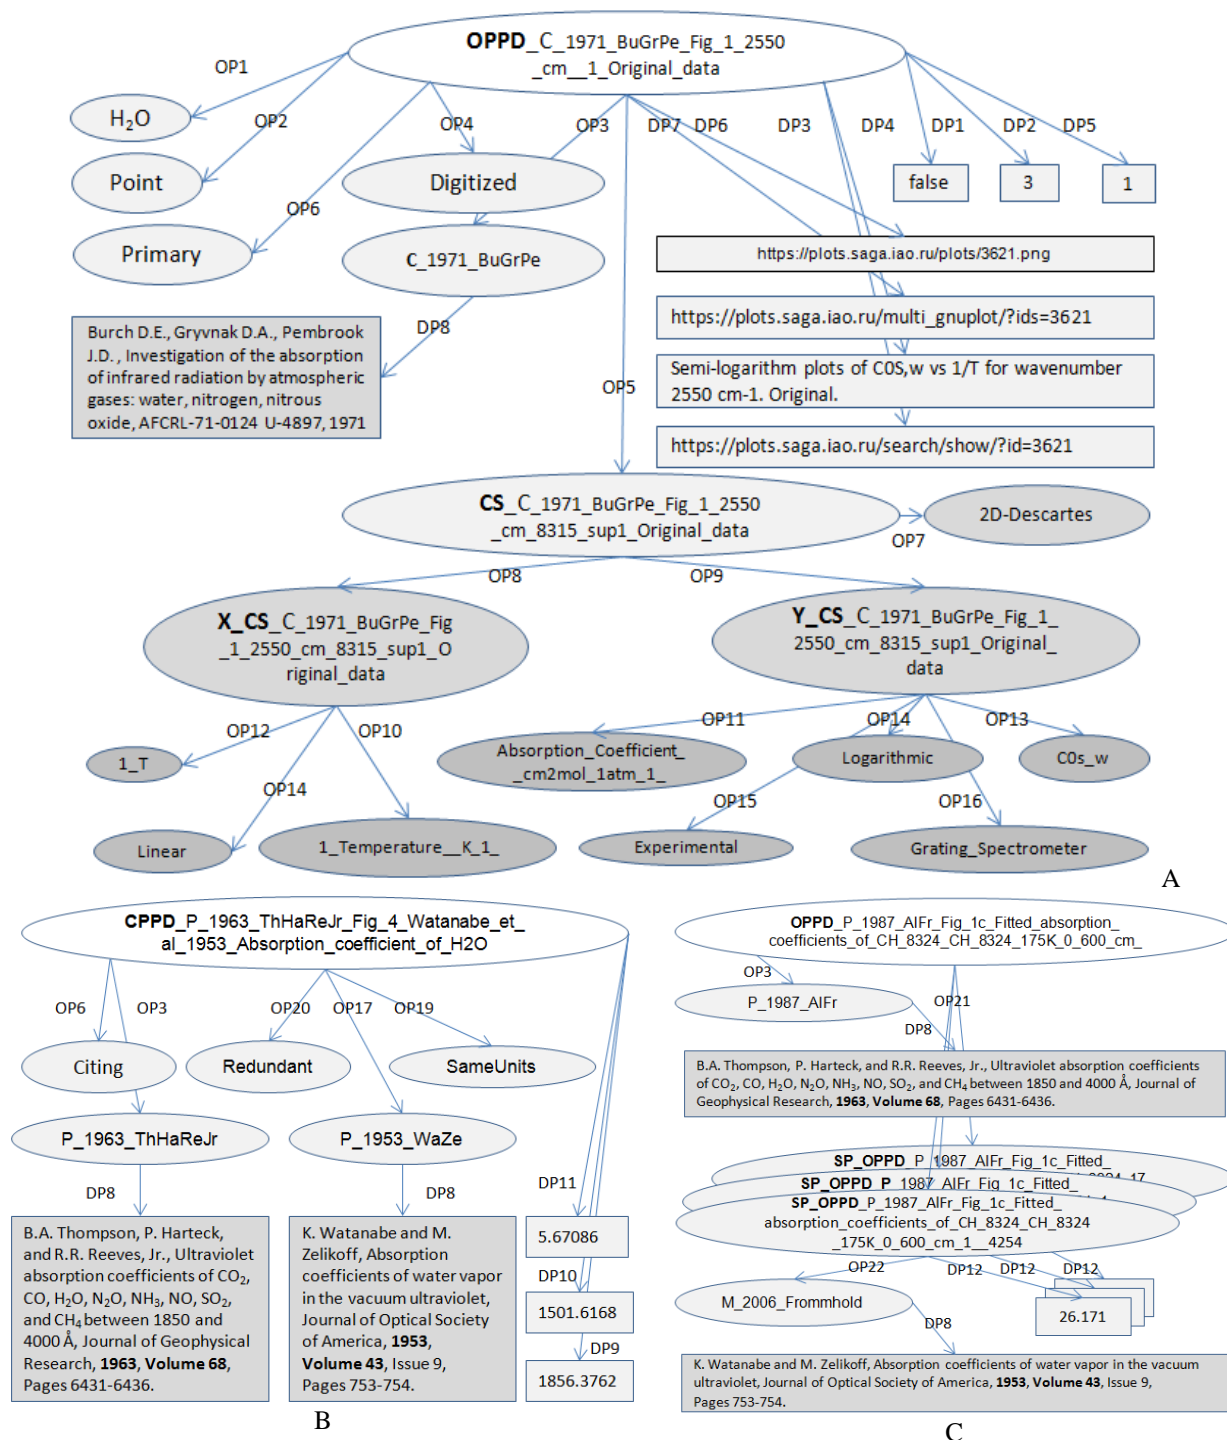 OPPD_C_1971_BuGrPe_Fig_1_2550
_cm__1_Original_data
OP1
OP2
OP4
OP3
DP7
DP6
DP3
DP4
DP1
DP2
DP5
H2O
Point
OP6
Primary
Digitized
C_1971_BuGrPe
false
3
1
https://plots.saga.iao.ru/plots/3621.png
https://plots.saga.iao.ru/multi_gnuplot/?ids=3621
Semi-logarithm plots of C0S,w vs 1/T for wavenumber
2550 cm-1. Original.
https://plots.saga.iao.ru/search/show/?id=3621
DP8
Burch D.E., Gryvnak D.A., Pembrook
J.D. , Investigation of the absorption
of infrared radiation by atmospheric
gases: water, nitrogen, nitrous
oxide, AFCRL-71-0124 U-4897, 1971
OP5
CS_C_1971_BuGrPe_Fig_1_2550
_cm_8315_sup1_Original_data
OP7
2D-Descartes
OP8
OP9
X_CS_C_1971_BuGrPe_Fig
_1_2550_cm_8315_sup1_O
riginal_data
Y_CS_C_1971_BuGrPe_Fig_1_
2550_cm_8315_sup1_Original_
data
OP12
OP10
OP11
OP14
OP13
1_T
OP14
Linear
1_Temperature__K_1_
Absorption_Coefficient_
_cm2mol_1atm_1_
Logarithmic
C0s_w
OP15
OP16
Experimental
Grating_Spectrometer
A
CPPD_P_1963_ThHaReJr_Fig_4_Watanabe_et_
al_1953_Absorption_coefficient_of_H2O
OP6
OP3
OP20
OP17
OP19
Citing
Redundant
SameUnits
P_1963_ThHaReJr
P_1953_WaZe
DP8
DP8
DP11
B.A. Thompson, P. Harteck,
and R.R. Reeves, Jr., Ultraviolet
absorption coefficients of CO2,
CO, H2O, N2O, NH3, NO, SO2,
and CH4 between 1850 and
4000 Å, Journal of Geophysical
Research, 1963, Volume 68,
Pages 6431-6436.
K. Watanabe and M.
Zelikoff, Absorption
coefficients of water vapor
in the vacuum ultraviolet,
Journal of Optical Society
of America, 1953,
Volume 43, Issue 9,
Pages 753-754.
5.67086
DP10
1501.6168
DP9
1856.3762
B
OPPD_P_1987_AlFr_Fig_1c_Fitted_absorption_
coefficients_of_CH_8324_CH_8324_175K_0_600_cm_
OP3
P_1987_AlFr
OP21
DP8
B.A. Thompson, P. Harteck, and R.R. Reeves, Jr., Ultraviolet absorption coefficients
of CO2, CO, H2O, N2O, NH3, NO, SO2, and CH4 between 1850 and 4000 Å, Journal of
Geophysical Research, 1963, Volume 68, Pages 6431-6436.
SP_OPPD_P_1987_AlFr_Fig_1c_Fitted_
SP_OPPD_P_1987_AlFr_Fig_1c_Fitted_
SP_OPPD_P_1987_AlFr_Fig_1c_Fitted_
absorption_coefficients_of_CH_8324_CH_8324
_175K_0_600_cm_1__4254
OP22
DP12
DP12
DP12
M_2006_Frommhold
26.171
DP8
K. Watanabe and M. Zelikoff, Absorption coefficients of water vapor in the vacuum
ultraviolet, Journal of Optical Society of America, 1953, Volume 43, Issue 9,
Pages 753-754.
C